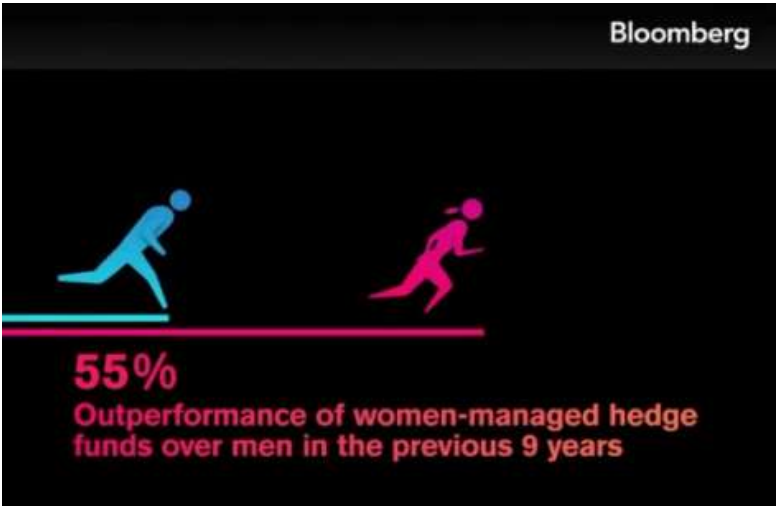 Bloomberg
55%
Outperformance of women-managed hedge
funds over men in the previous 9 years